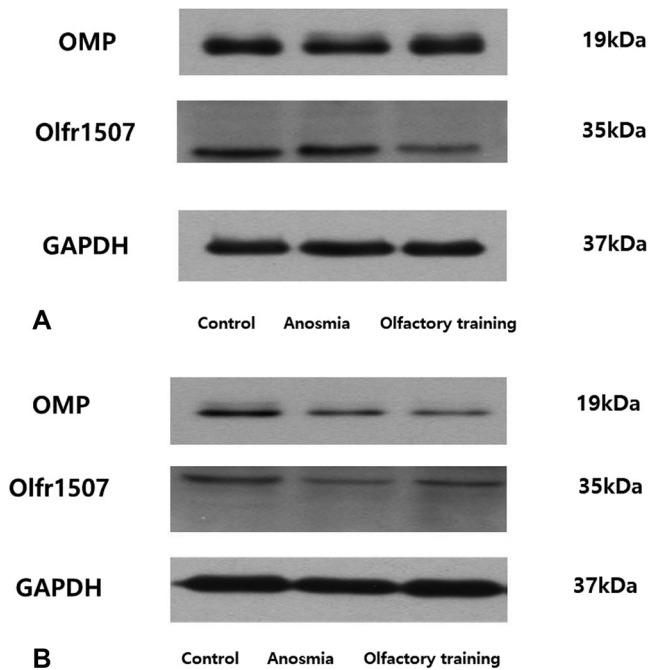 OMP 19kDa
Olfr1507 35kDa
GAPDH 37kDa
A Control Anosmia Olfactory training
OMP 19kDa
Olfr1507 35kDa
GAPDH 37kDa
B Control Anosmia Olfactory training